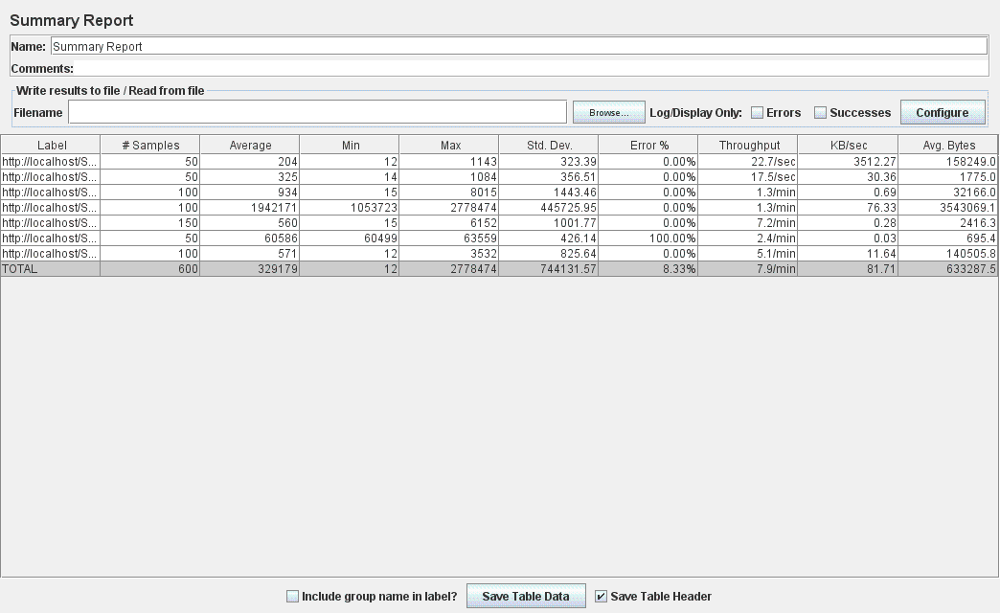 Summary Report
Name: Summary Report
Comments:
Write results to file / Read from file
Filename Browse... Log/Display Only: Errors Successes Configure
Label # Samples Average Min Max Std. Dev. Error % Throughput KB/sec Avg. Bytes
http://localhost/S... 50 204 12 1143 323.39 0.00% 22.7/sec 3512.27 158249.0
http://localhost/S... 50 325 14 1084 356.51 0.00% 17.5/sec 30.36 1775.0
http://localhost/S... 100 934 15 8015 1443.46 0.00% 1.3/min 0.69 32166.0
http://localhost/S... 100 1942171 1053723 2778474 445725.95 0.00% 1.3/min 76.33 3543069.1
http://localhost/S... 150 560 15 6152 1001.77 0.00% 7.2/min 0.28 2416.3
http://localhost/S... 50 60586 60499 63559 426.14 100.00% 2.4/min 0.03 695.4
http://localhost/S... 100 571 12 3532 825.64 0.00% 5.1/min 11.64 140505.8
TOTAL 600 329179 12 2778474 744131.57 8.33% 7.9/min 81.71 633287.5
Include group name in label? Save Table Data Save Table Header